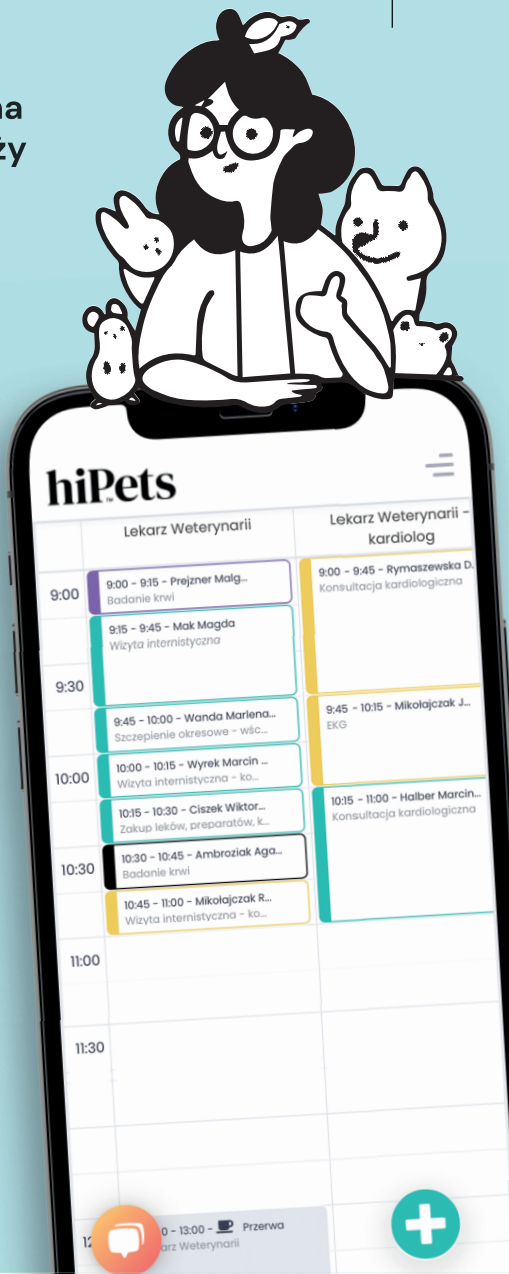 ży
hiPets
Lekarz Weterynarii
Lekarz Weterynarii -
kardiolog
9:00
9:00 - 9:15 - Prejzner Malg...
Badanie krwi
9:00 - 9:45 - Rymaszewska D.
Konsultacja kardiologiczna
9:15 - 9:45 - Mak Magda
Wizyta internistyczna
9:30
9:45 - 10:00 - Wanda Marlena...
Szczepienie okresowe - wśc...
9:45 - 10:15 - Mikołajczak J...
EKG
10:00
10:00 - 10:15 - Wyrek Marcin ...
Wizyta internistyczna - ko...
10:15 - 10:30 - Ciszek Wiktor...
Zakup leków, preparatów, k...
10:15 - 11:00 - Halber Marcin...
Konsultacja kardiologiczna
10:30
10:30 - 10:45 - Ambroziak Aga...
Badanie krwi
10:45 - 11:00 - Mikołajczak R...
Wizyta internistyczna - ko...
11:00
11:30
0 - 13:00 - Przerwa
arz Weterynarii